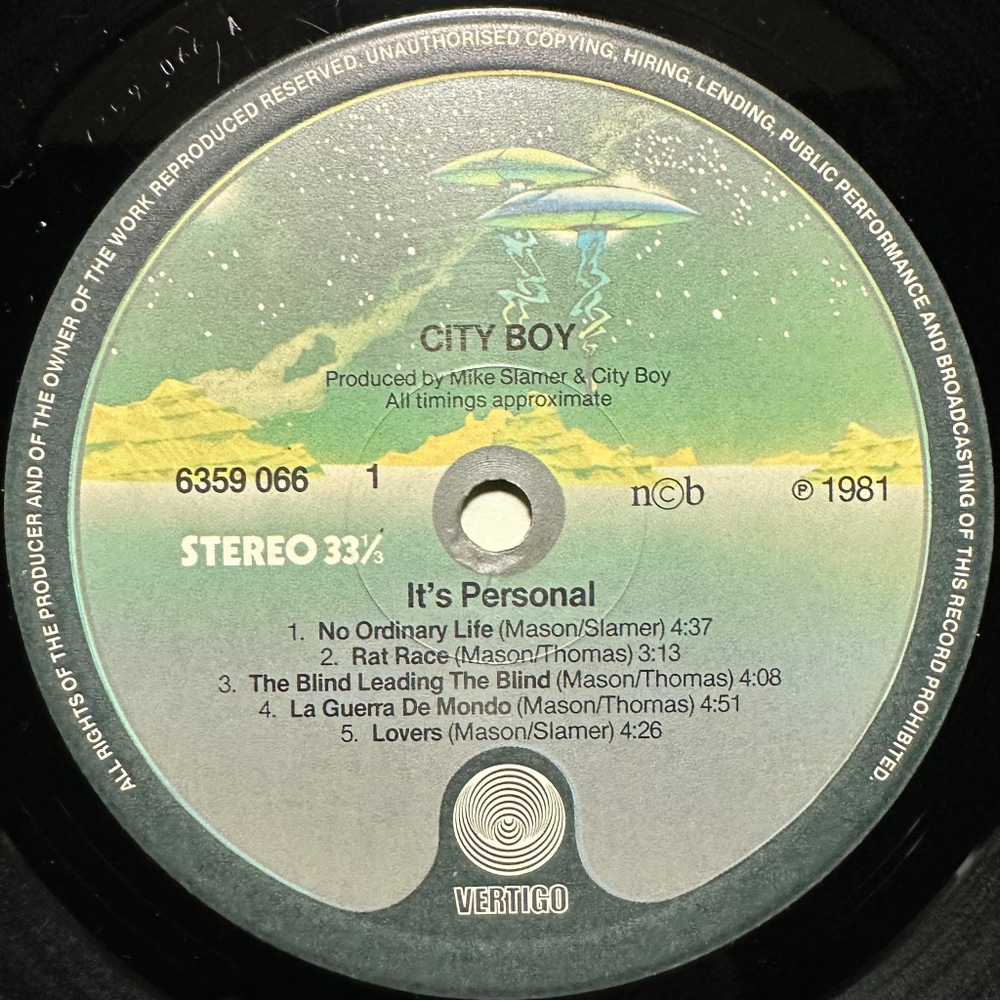 ALL RIGHTS OF THE PRODUCER AND OF THE OWNER OF THE WORK REPRODUCED RESERVED. UNAUTHORISED COPYING, HIRING, LENDING, PUBLIC PERFORMANCE AND BROADCASTING OF THIS RECORD PROHIBITED.
CITY BOY
Produced by Mike Slamer & City Boy
All timings approximate
6359 066 1 n©b ℗ 1981
STEREO 33⅓
It's Personal
1. No Ordinary Life (Mason/Slamer) 4:37
2. Rat Race (Mason/Thomas) 3:13
3. The Blind Leading The Blind (Mason/Thomas) 4:08
4. La Guerra De Mondo (Mason/Thomas) 4:51
5. Lovers (Mason/Slamer) 4:26
VERTIGO